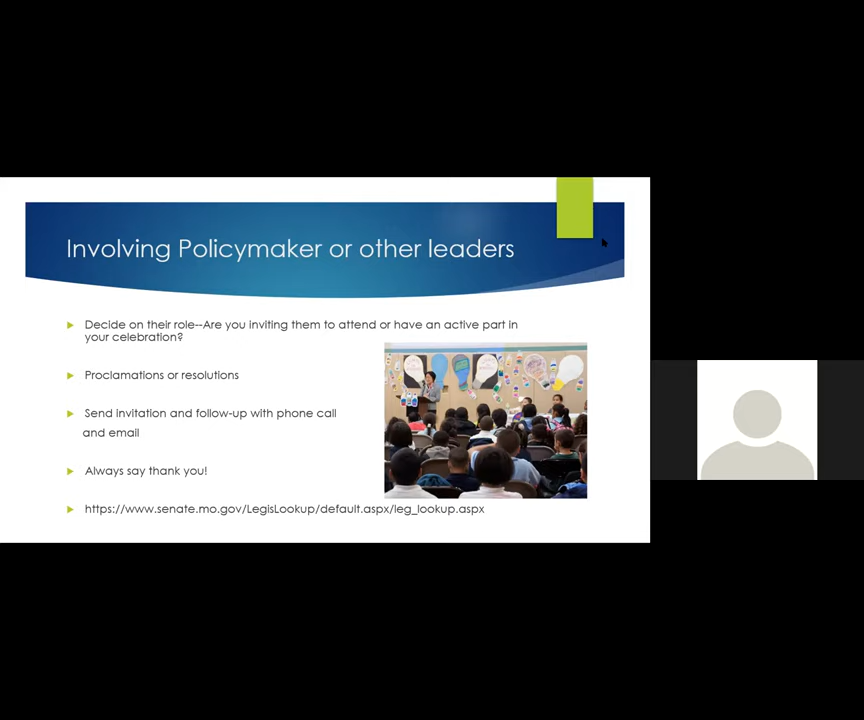 Involving Policymaker or other leaders
Decide on their role--Are you inviting them to attend or have an active part in
your celebration?
Proclamations or resolutions
Send invitation and follow-up with phone call
and email
Always say thank you!
https://www.senate.mo.gov/LegisLookup/default.aspx/leg_lookup.aspx